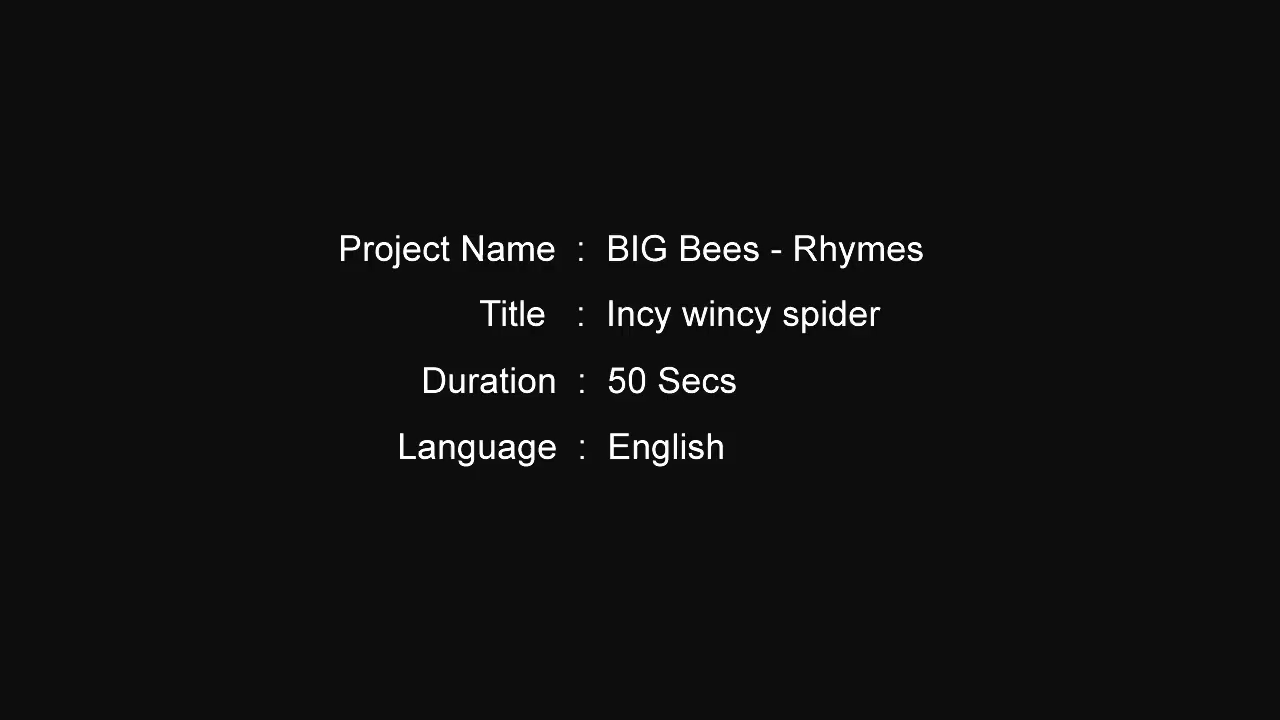 Project Name : BIG Bees - Rhymes
Title : Incy wincy spider
Duration : 50 Secs
Language : English